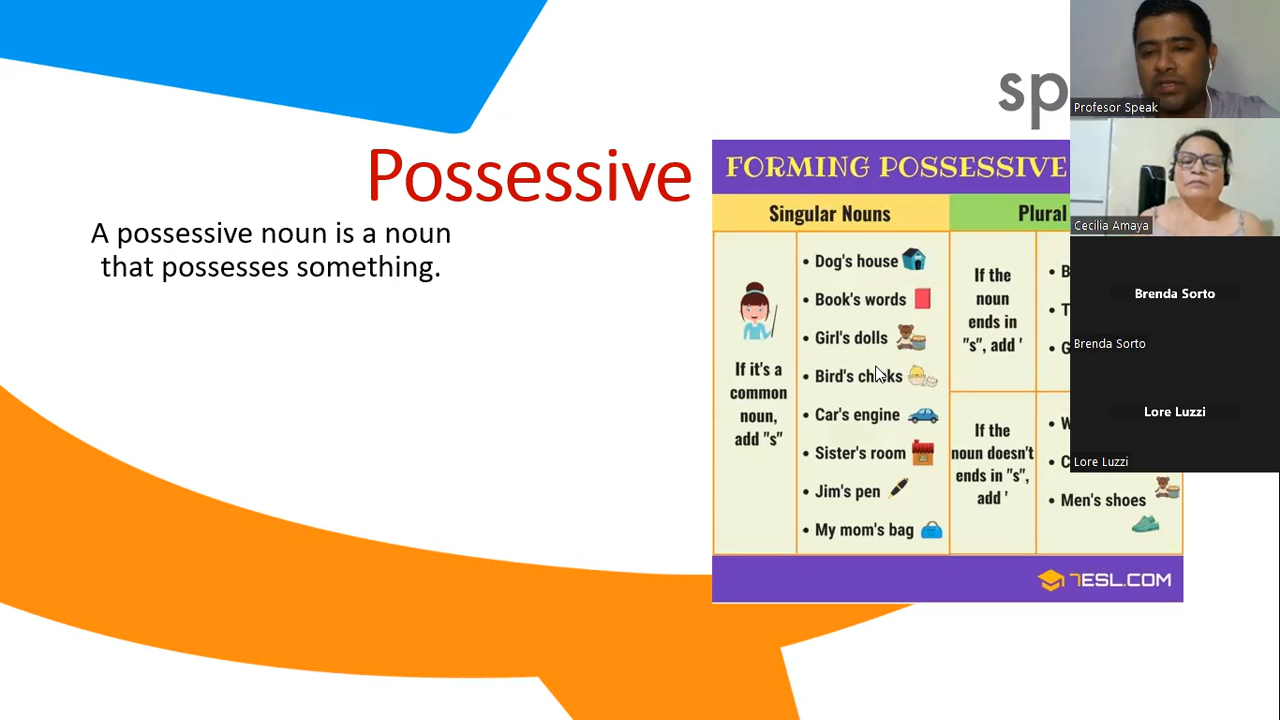 sp
Possessive
A possessive noun is a noun
that possesses something.
FORMING POSSESSIVE
Singular Nouns
Plural
If it's a
common
noun,
add "s"
• Dog's house
• Book's words
• Girl's dolls
• Bird's chicks
• Car's engine
• Sister's room
• Jim's pen
• My mom's bag
If the
noun
ends in
"s", add '
• B
• T
• G
If the
noun doesn't
ends in "s",
add '
• W
• C
• Men's shoes
7ESL.COM
Profesor Speak
Cecilia Amaya
Brenda Sorto
Brenda Sorto
Lore Luzzi
Lore Luzzi